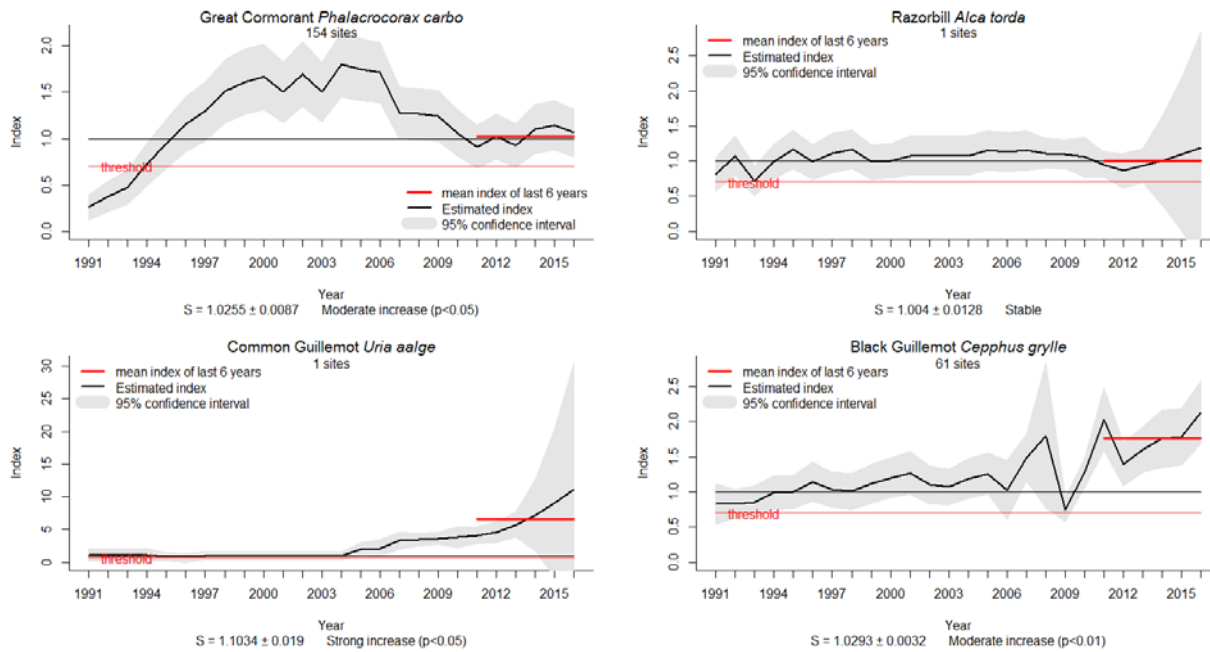 Great Cormorant Phalacrocorax carbo
154 sites
Index
0.0 0.5 1.0 1.5 2.0
threshold
mean index of last 6 years
Estimated index
95% confidence interval
1991 1994 1997 2000 2003 2006 2009 2012 2015
Year
S = 1.0255 ± 0.0087 Moderate increase (p<0.05)
Razorbill Alca torda
1 sites
mean index of last 6 years
Estimated index
95% confidence interval
Index
0.0 0.5 1.0 1.5 2.0 2.5
threshold
1991 1994 1997 2000 2003 2006 2009 2012 2015
Year
S = 1.004 ± 0.0128 Stable
Common Guillemot Uria aalge
1 sites
mean index of last 6 years
Estimated index
95% confidence interval
Index
0 5 10 15 20 25 30
threshold
1991 1994 1997 2000 2003 2006 2009 2012 2015
Year
S = 1.1034 ± 0.019 Strong increase (p<0.05)
Black Guillemot Cepphus grylle
61 sites
mean index of last 6 years
Estimated index
95% confidence interval
Index
0.0 0.5 1.0 1.5 2.0 2.5
threshold
1991 1994 1997 2000 2003 2006 2009 2012 2015
Year
S = 1.0293 ± 0.0032 Moderate increase (p<0.01)